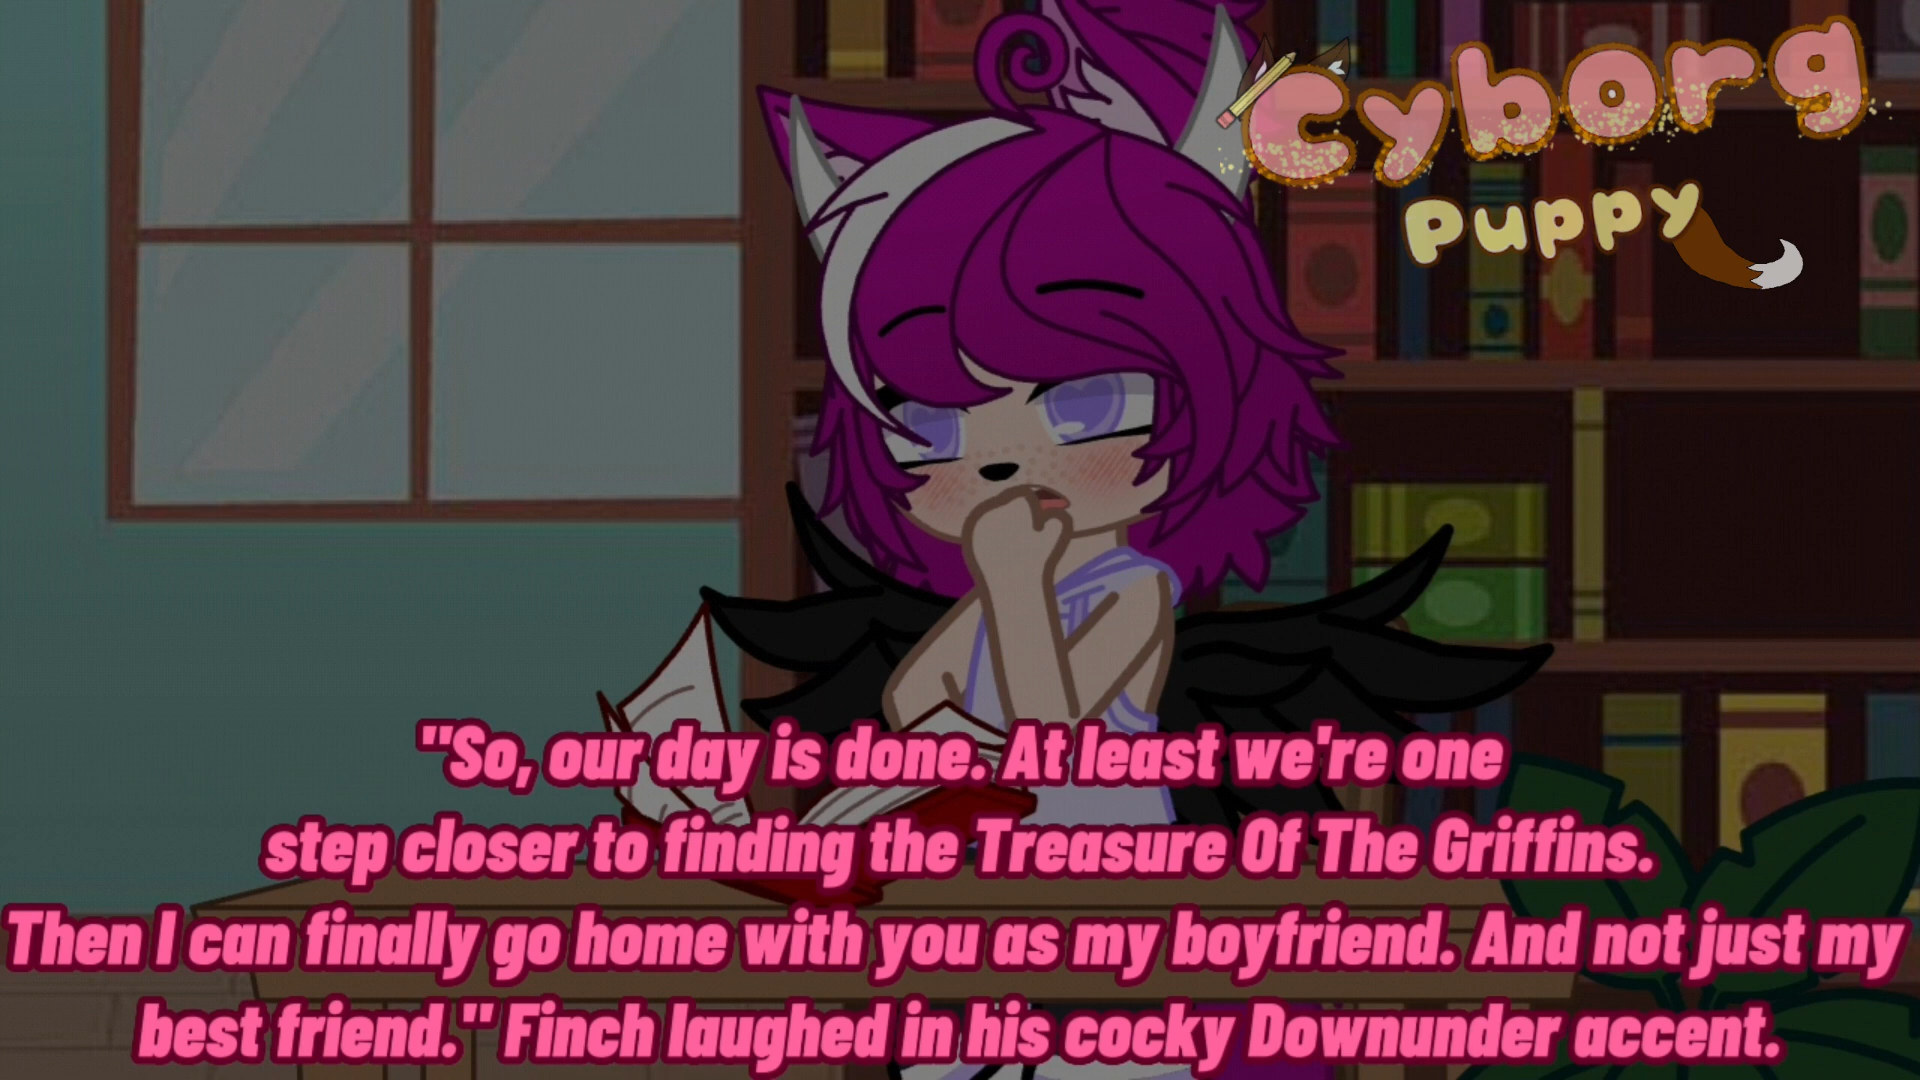 Cyborg
Puppy
"So, our day is done. At least we're one
step closer to finding the Treasure Of The Griffins.
Then I can finally go home with you as my boyfriend. And not just my
best friend." Finch laughed in his cocky Downunder accent.